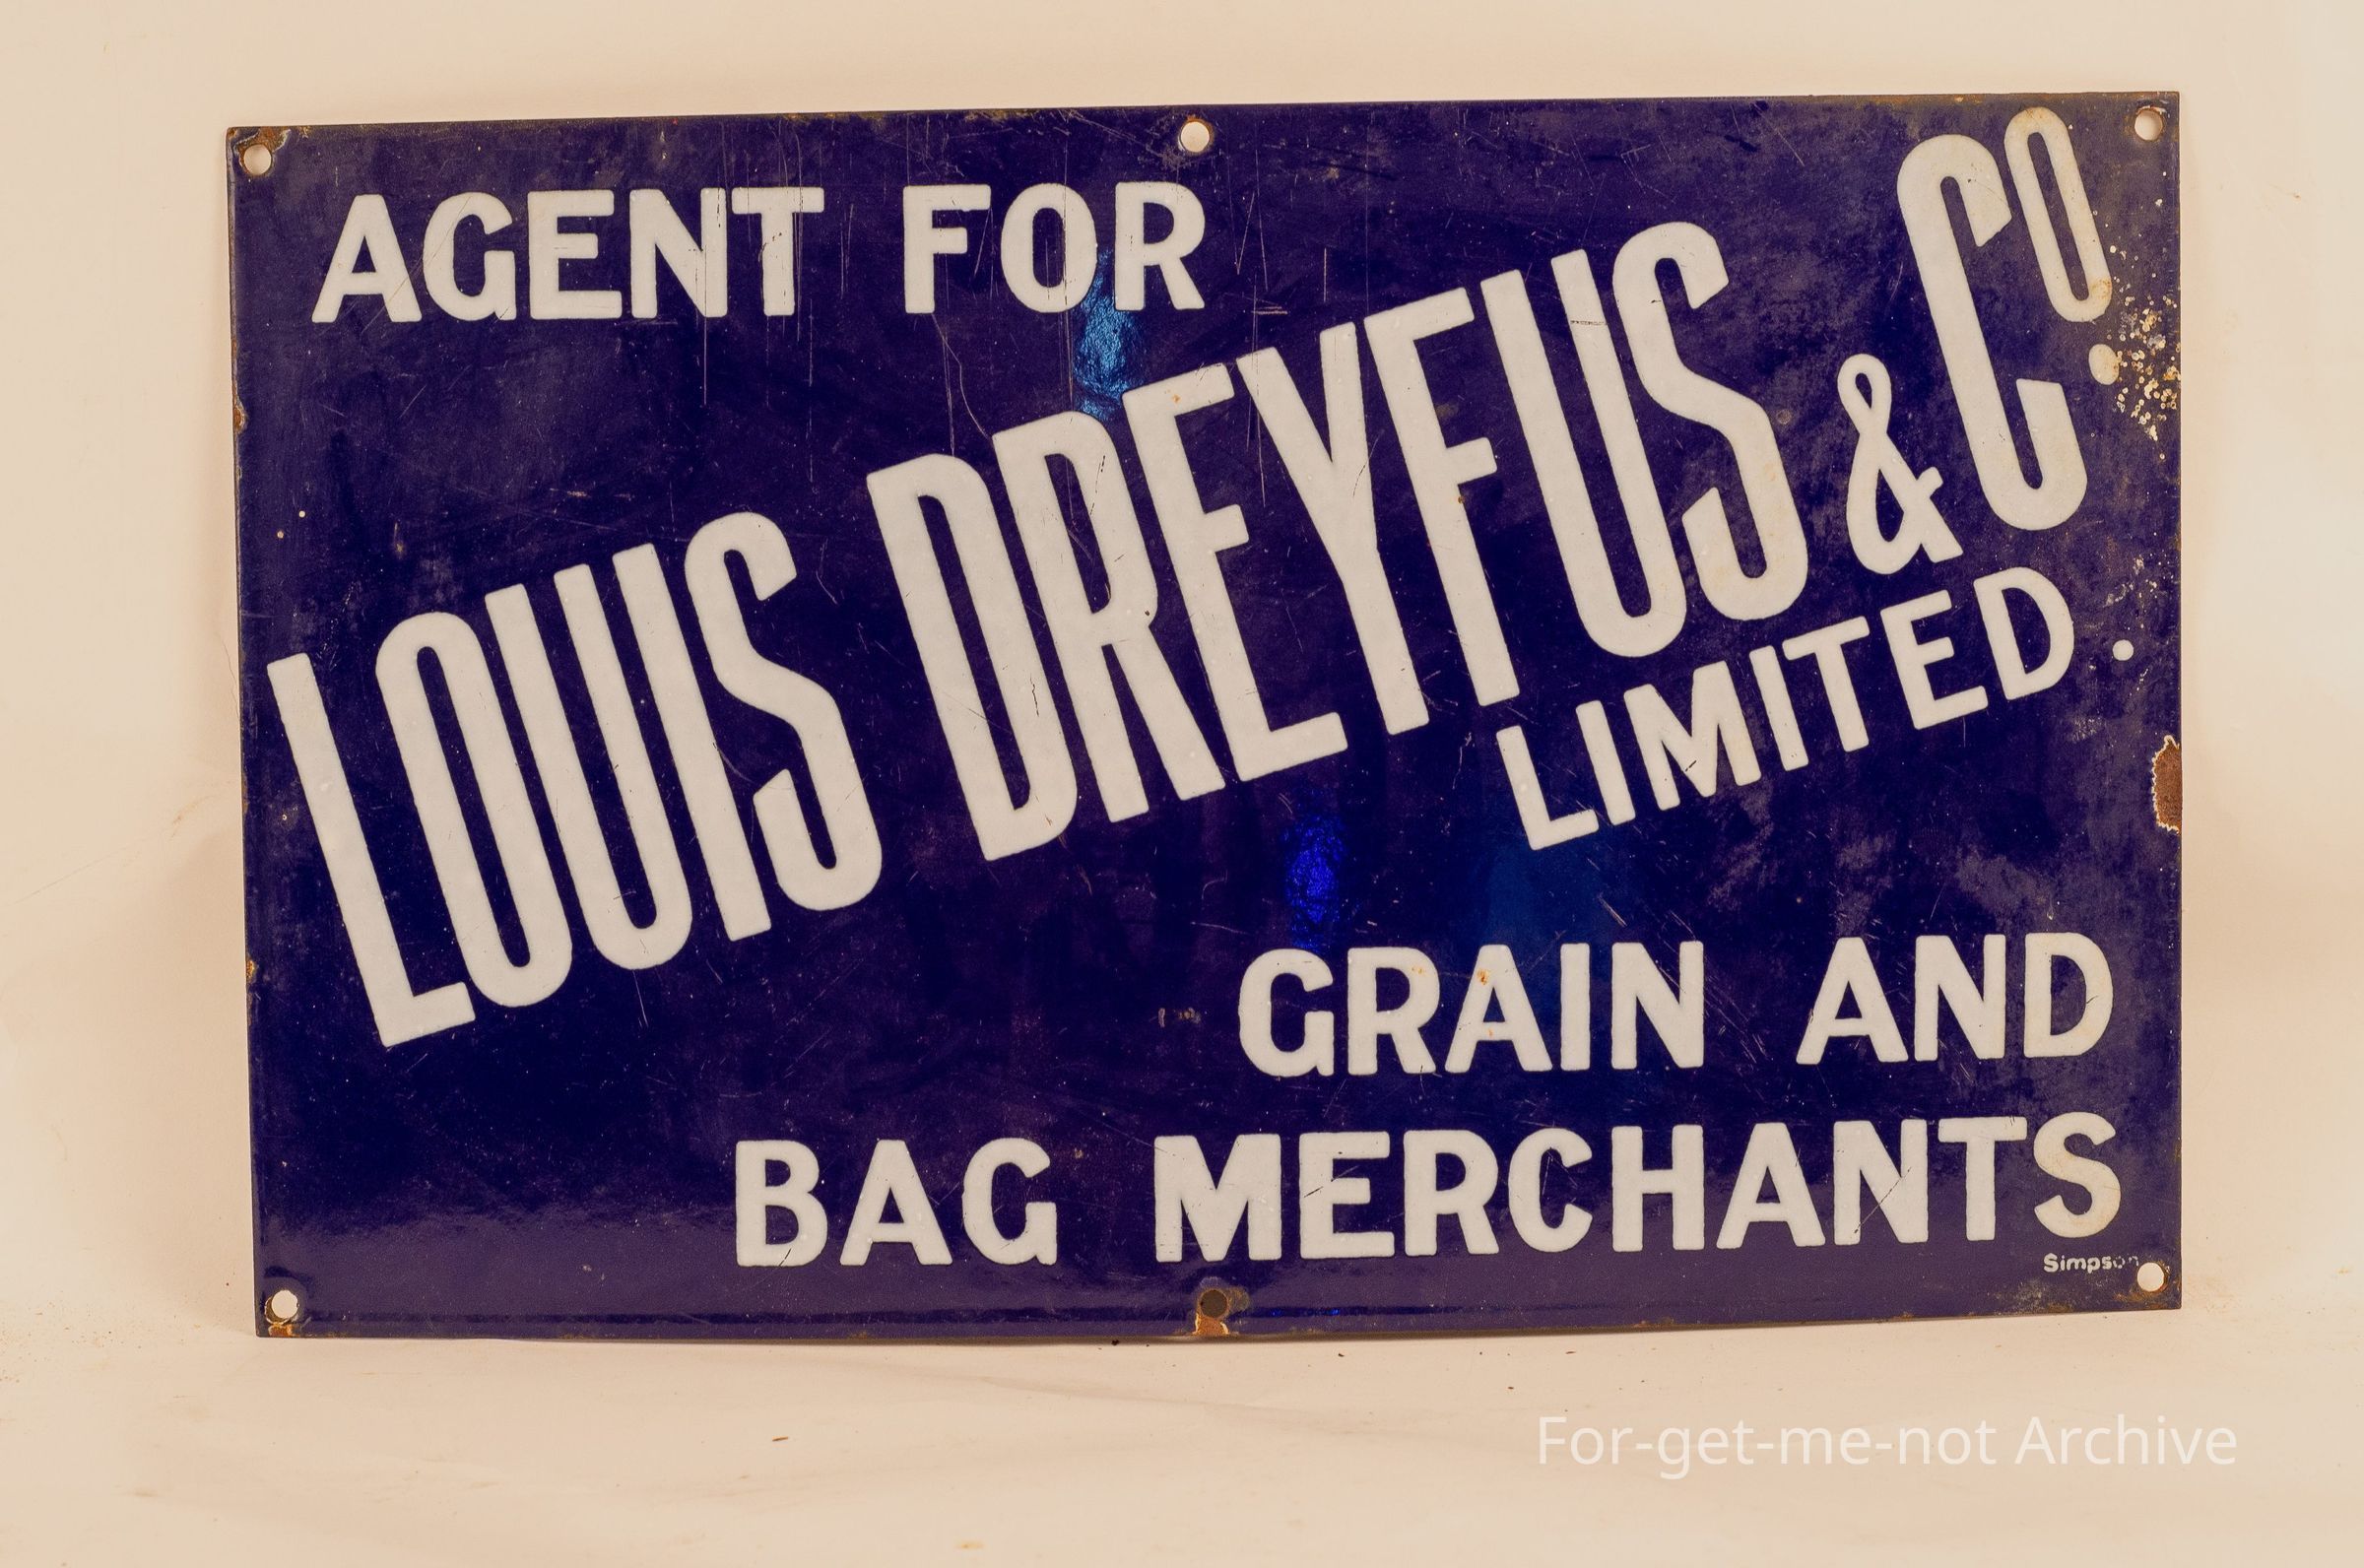 AGENT FOR
LOUIS DREYFUS & Co.
LIMITED.
GRAIN AND
BAG MERCHANTS
Simpson
For-get-me-not Archive